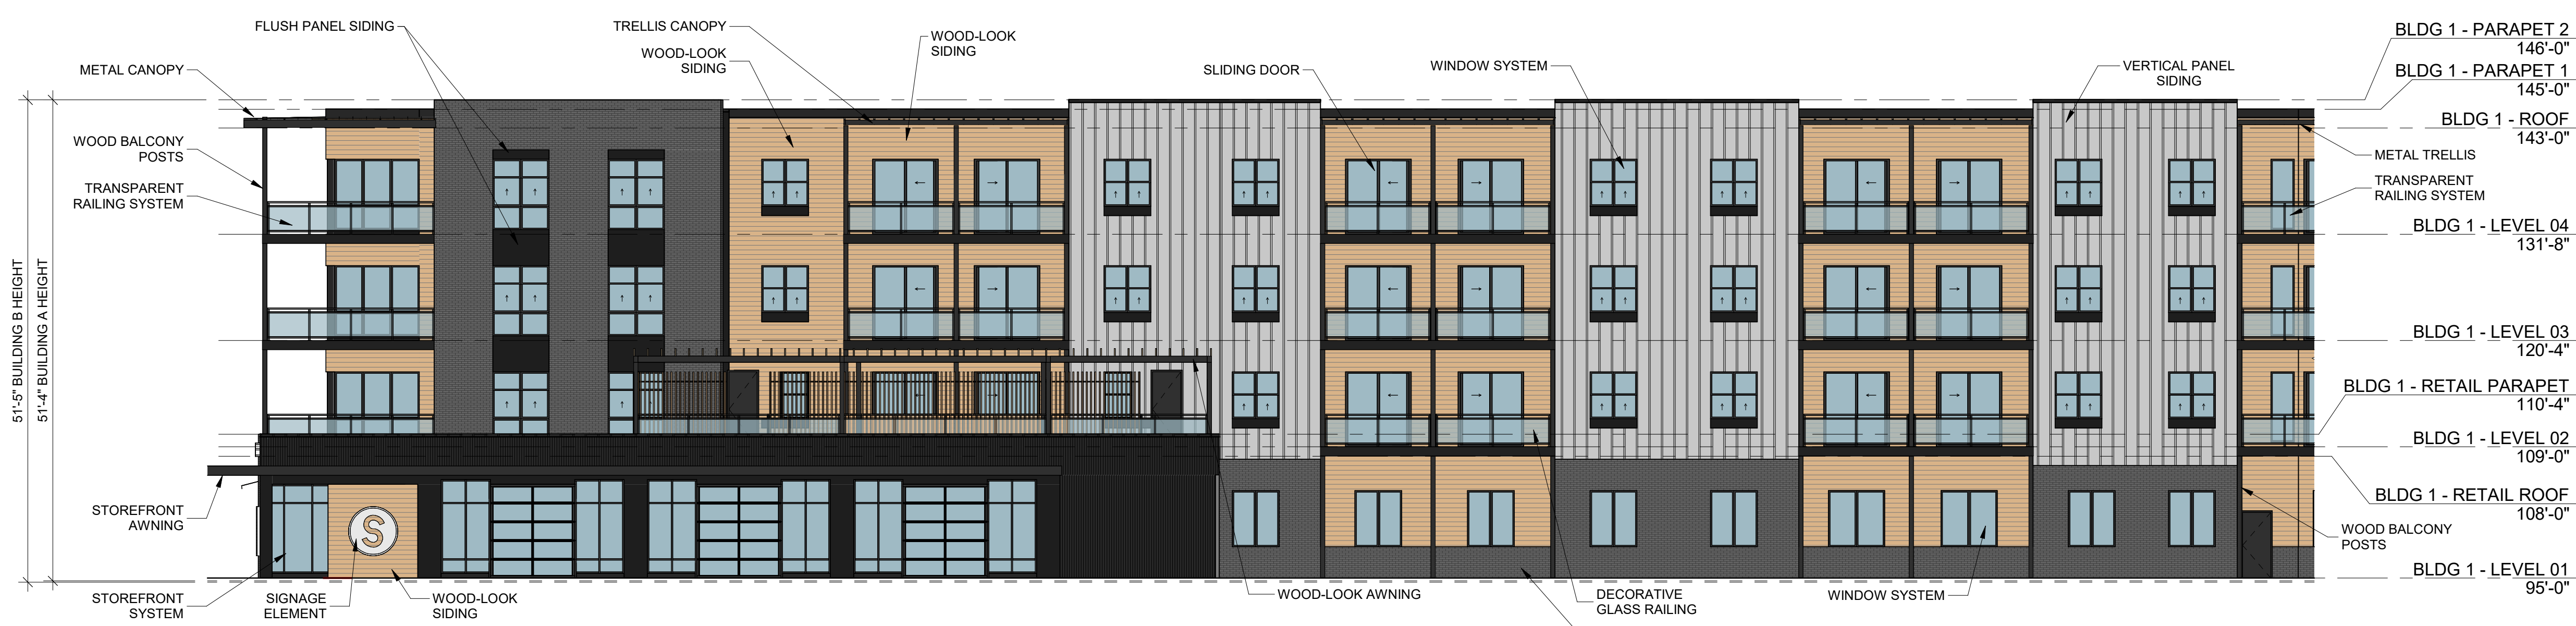 FLUSH PANEL SIDING
TRELLIS CANOPY
WOOD-LOOK
SIDING
WOOD-LOOK
SIDING
METAL CANOPY
SLIDING DOOR
WINDOW SYSTEM
VERTICAL PANEL
SIDING
BLDG 1 - PARAPET 2
146'-0"
BLDG 1 - PARAPET 1
145'-0"
BLDG 1 - ROOF
143'-0"
WOOD BALCONY
POSTS
METAL TRELLIS
TRANSPARENT
RAILING SYSTEM
TRANSPARENT
RAILING SYSTEM
BLDG 1 - LEVEL 04
131'-8"
51'-5" BUILDING B HEIGHT
51'-4" BUILDING A HEIGHT
BLDG 1 - LEVEL 03
120'-4"
BLDG 1 - RETAIL PARAPET
110'-4"
BLDG 1 - LEVEL 02
109'-0"
BLDG 1 - RETAIL ROOF
108'-0"
STOREFRONT
AWNING
S
WOOD BALCONY
POSTS
BLDG 1 - LEVEL 01
95'-0"
STOREFRONT
SYSTEM
SIGNAGE
ELEMENT
WOOD-LOOK
SIDING
WOOD-LOOK AWNING
DECORATIVE
GLASS RAILING
WINDOW SYSTEM